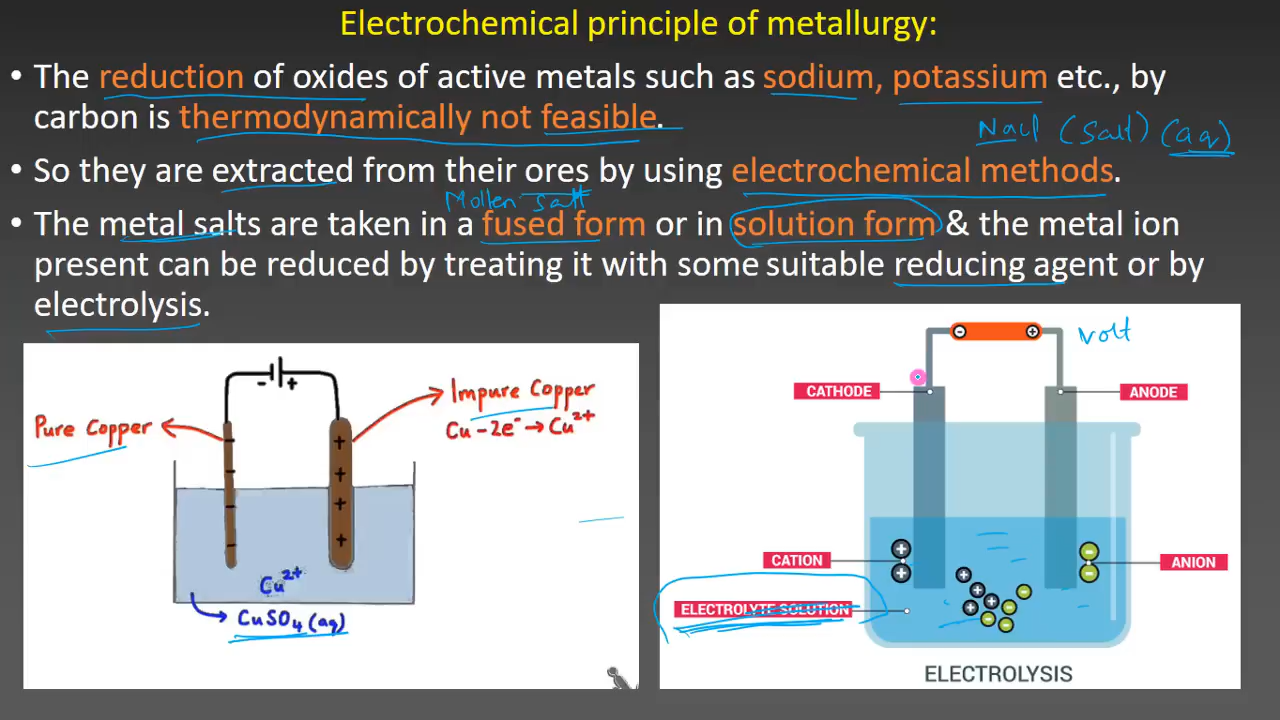 Electrochemical principle of metallurgy:
• The reduction of oxides of active metals such as sodium, potassium etc., by
carbon is thermodynamically not feasible.
Nacl (Salt) (aq)
• So they are extracted from their ores by using electrochemical methods.
Molten salt
• The metal salts are taken in a fused form or in solution form & the metal ion
present can be reduced by treating it with some suitable reducing agent or by
electrolysis.
- +
Impure Copper
Cu - 2e⁻ → Cu²⁺
Pure Copper
Cu²⁺
CuSO₄ (aq)
- +
volt
CATHODE
ANODE
CATION
ANION
ELECTROLYTE SOLUTION
ELECTROLYSIS